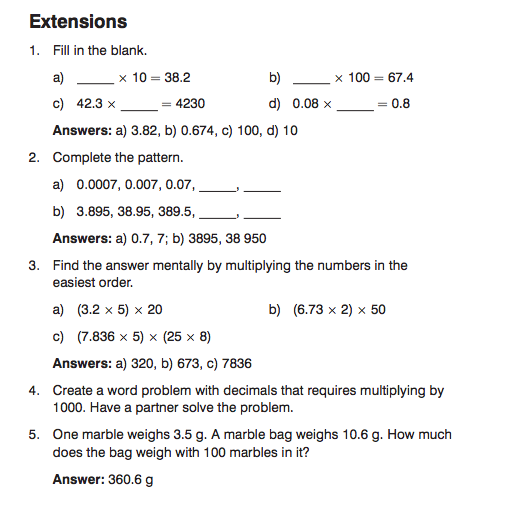 Extensions
1. Fill in the blank.
a) _____ × 10 = 38.2 b) _____ × 100 = 67.4
c) 42.3 × _____ = 4230 d) 0.08 × _____ = 0.8
Answers: a) 3.82, b) 0.674, c) 100, d) 10
2. Complete the pattern.
a) 0.0007, 0.007, 0.07, _____, _____
b) 3.895, 38.95, 389.5, _____, _____
Answers: a) 0.7, 7; b) 3895, 38 950
3. Find the answer mentally by multiplying the numbers in the
easiest order.
a) (3.2 × 5) × 20 b) (6.73 × 2) × 50
c) (7.836 × 5) × (25 × 8)
Answers: a) 320, b) 673, c) 7836
4. Create a word problem with decimals that requires multiplying by
1000. Have a partner solve the problem.
5. One marble weighs 3.5 g. A marble bag weighs 10.6 g. How much
does the bag weigh with 100 marbles in it?
Answer: 360.6 g